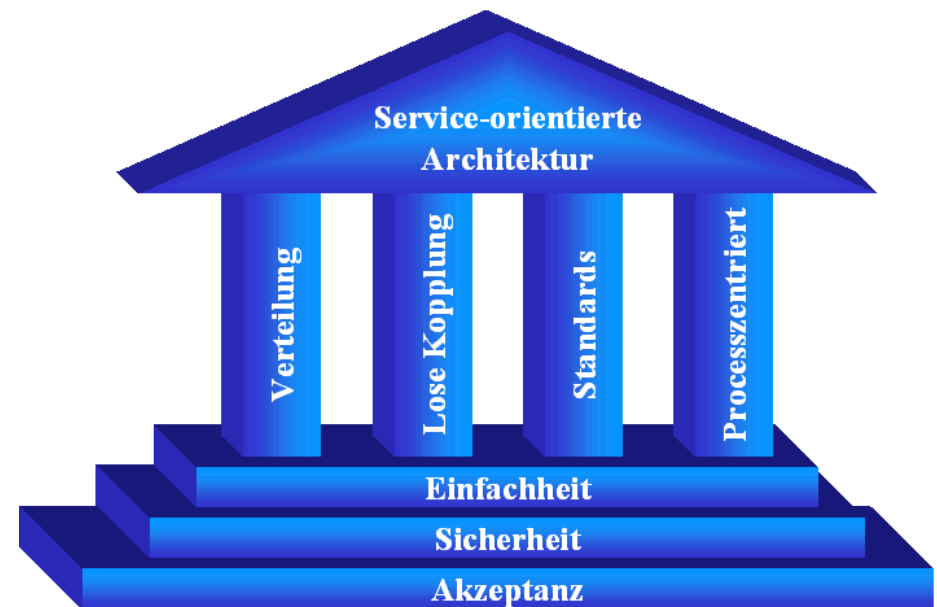 Service-orientierte
Architektur
Verteilung
Lose Kopplung
Standards
Processzentriert
Einfachheit
Sicherheit
Akzeptanz